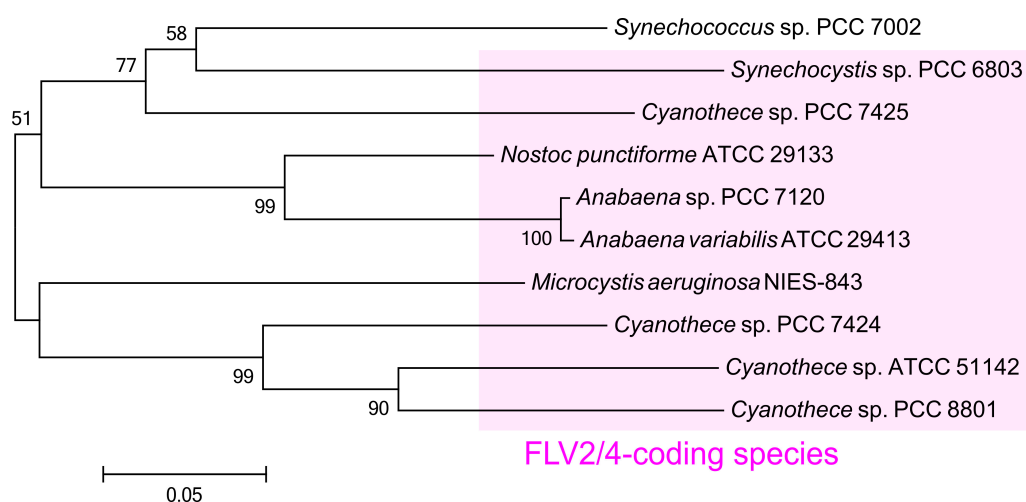 58
Synechococcus sp. PCC 7002
77
Synechocystis sp. PCC 6803
Cyanothece sp. PCC 7425
51
Nostoc punctiforme ATCC 29133
99
Anabaena sp. PCC 7120
100
Anabaena variabilis ATCC 29413
Microcystis aeruginosa NIES-843
Cyanothece sp. PCC 7424
99
Cyanothece sp. ATCC 51142
90
Cyanothece sp. PCC 8801
FLV2/4-coding species
0.05